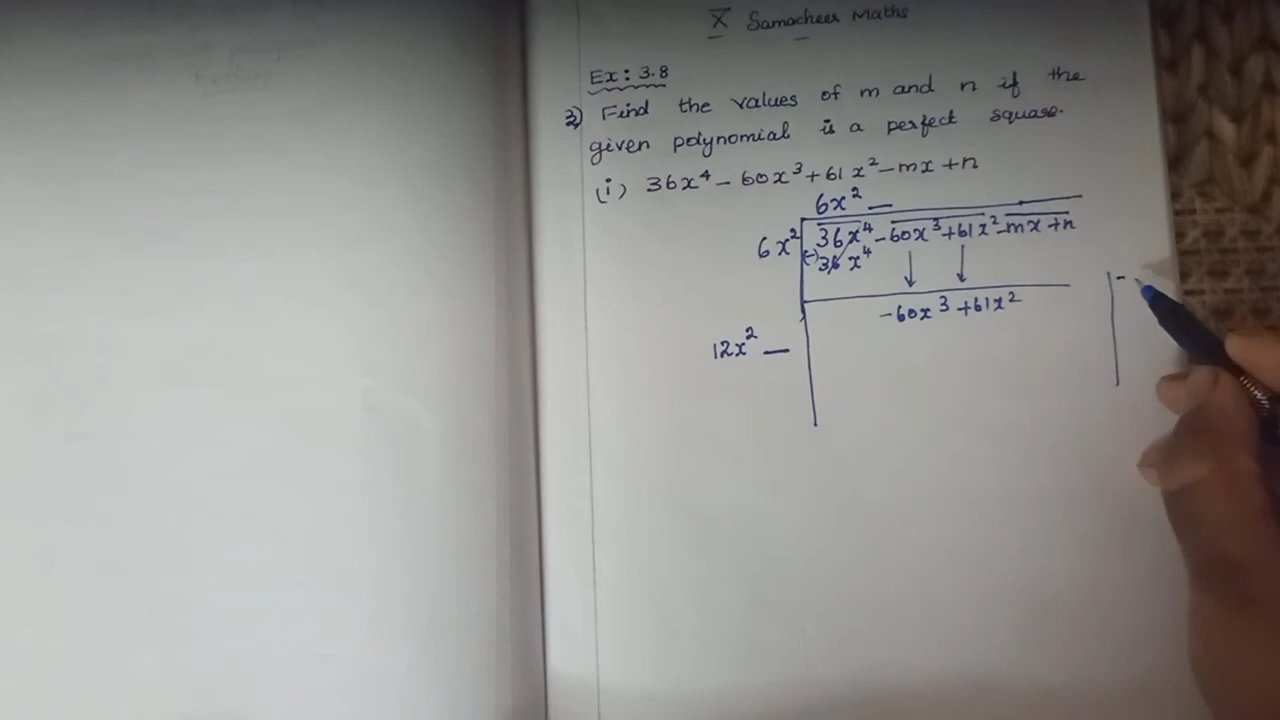 X Samacheer Maths
Ex: 3.8
3) Find the values of m and n if the
given polynomial is a perfect square.
(i) 36x⁴ - 60x³ + 61x² - mx + n
6x² —
6x² 36x⁴ - 60x³ + 61x² - mx + n
(-) 36x⁴
-60x³ + 61x²
12x² —
-